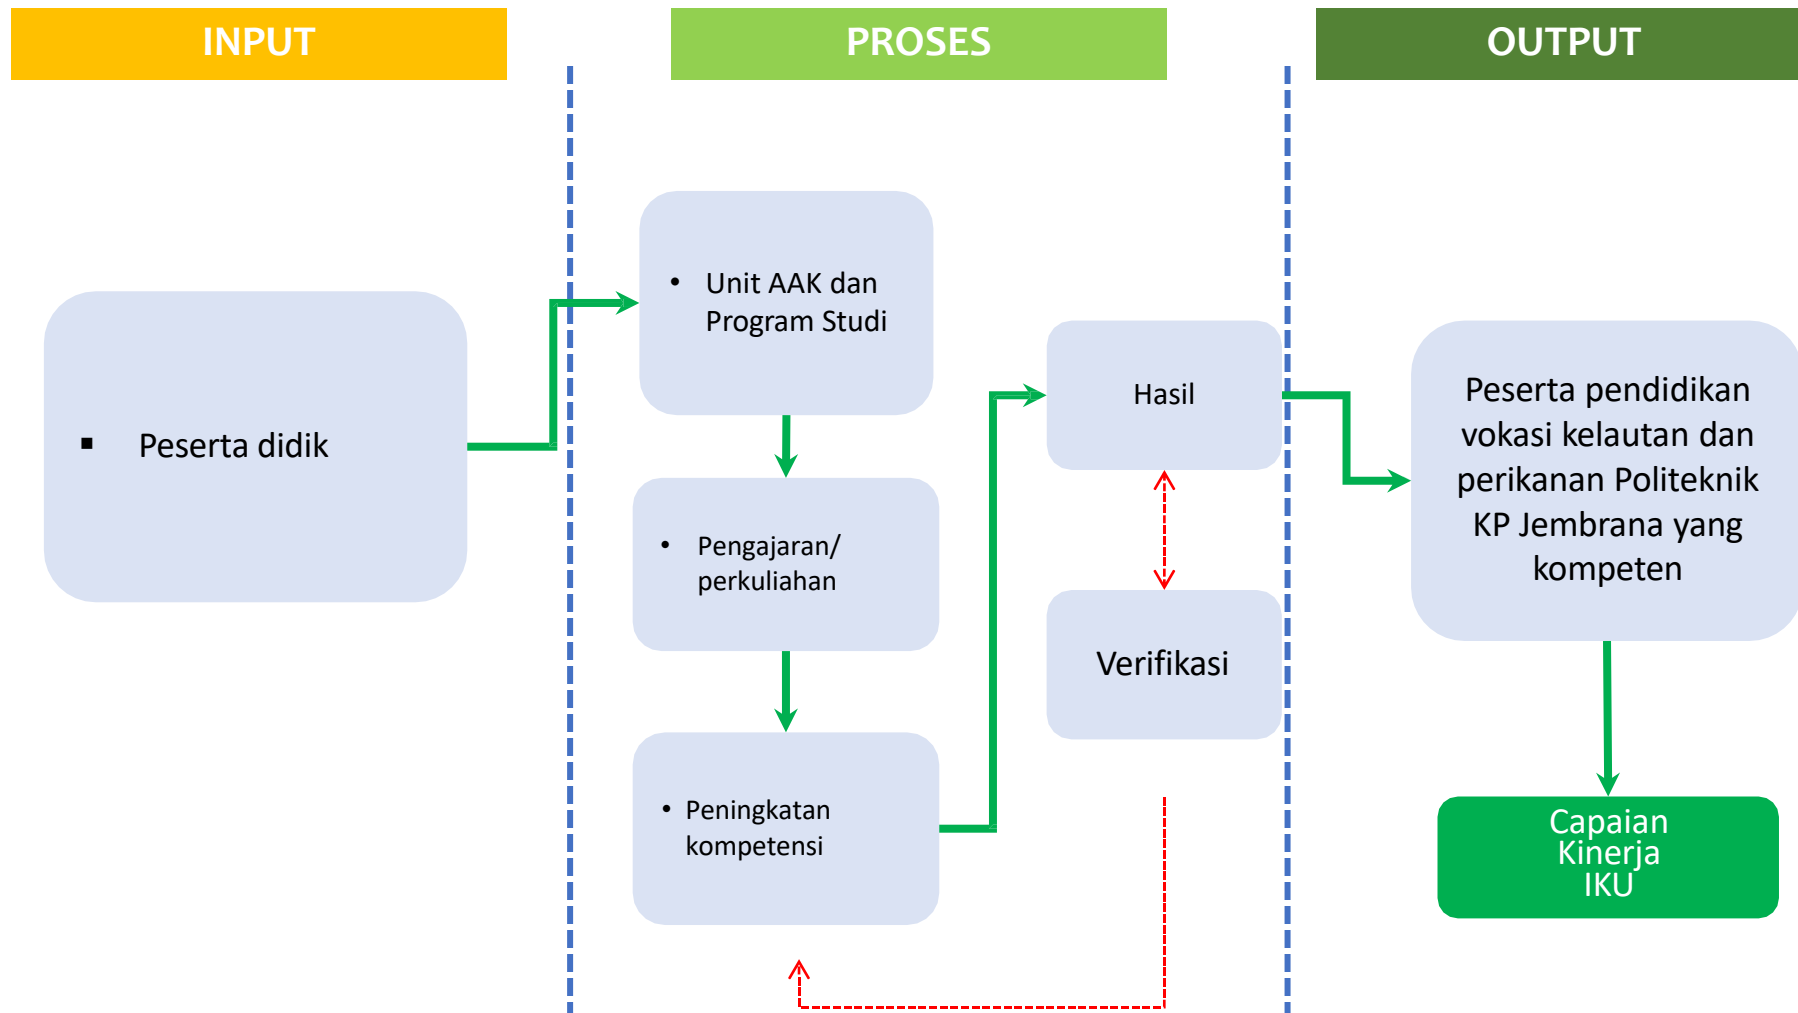 INPUT
PROSES
OUTPUT
▪ Peserta didik
• Unit AAK dan
Program Studi
• Pengajaran/
perkuliahan
• Peningkatan
kompetensi
Hasil
Verifikasi
Peserta pendidikan
vokasi kelautan dan
perikanan Politeknik
KP Jembrana yang
kompeten
Capaian
Kinerja
IKU